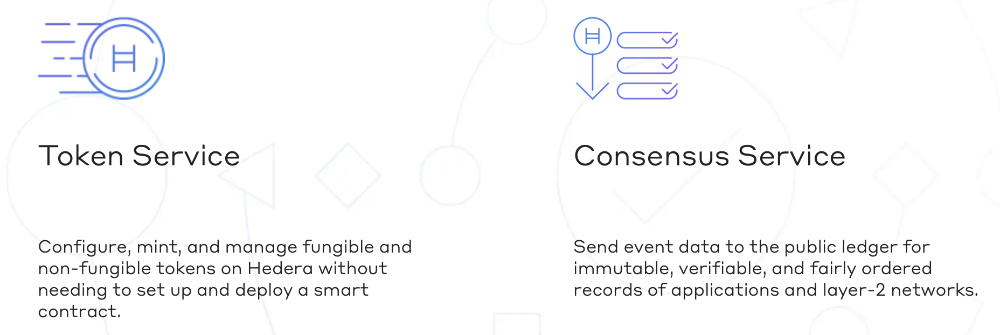 Token Service
Configure, mint, and manage fungible and
non-fungible tokens on Hedera without
needing to set up and deploy a smart
contract.
Consensus Service
Send event data to the public ledger for
immutable, verifiable, and fairly ordered
records of applications and layer-2 networks.